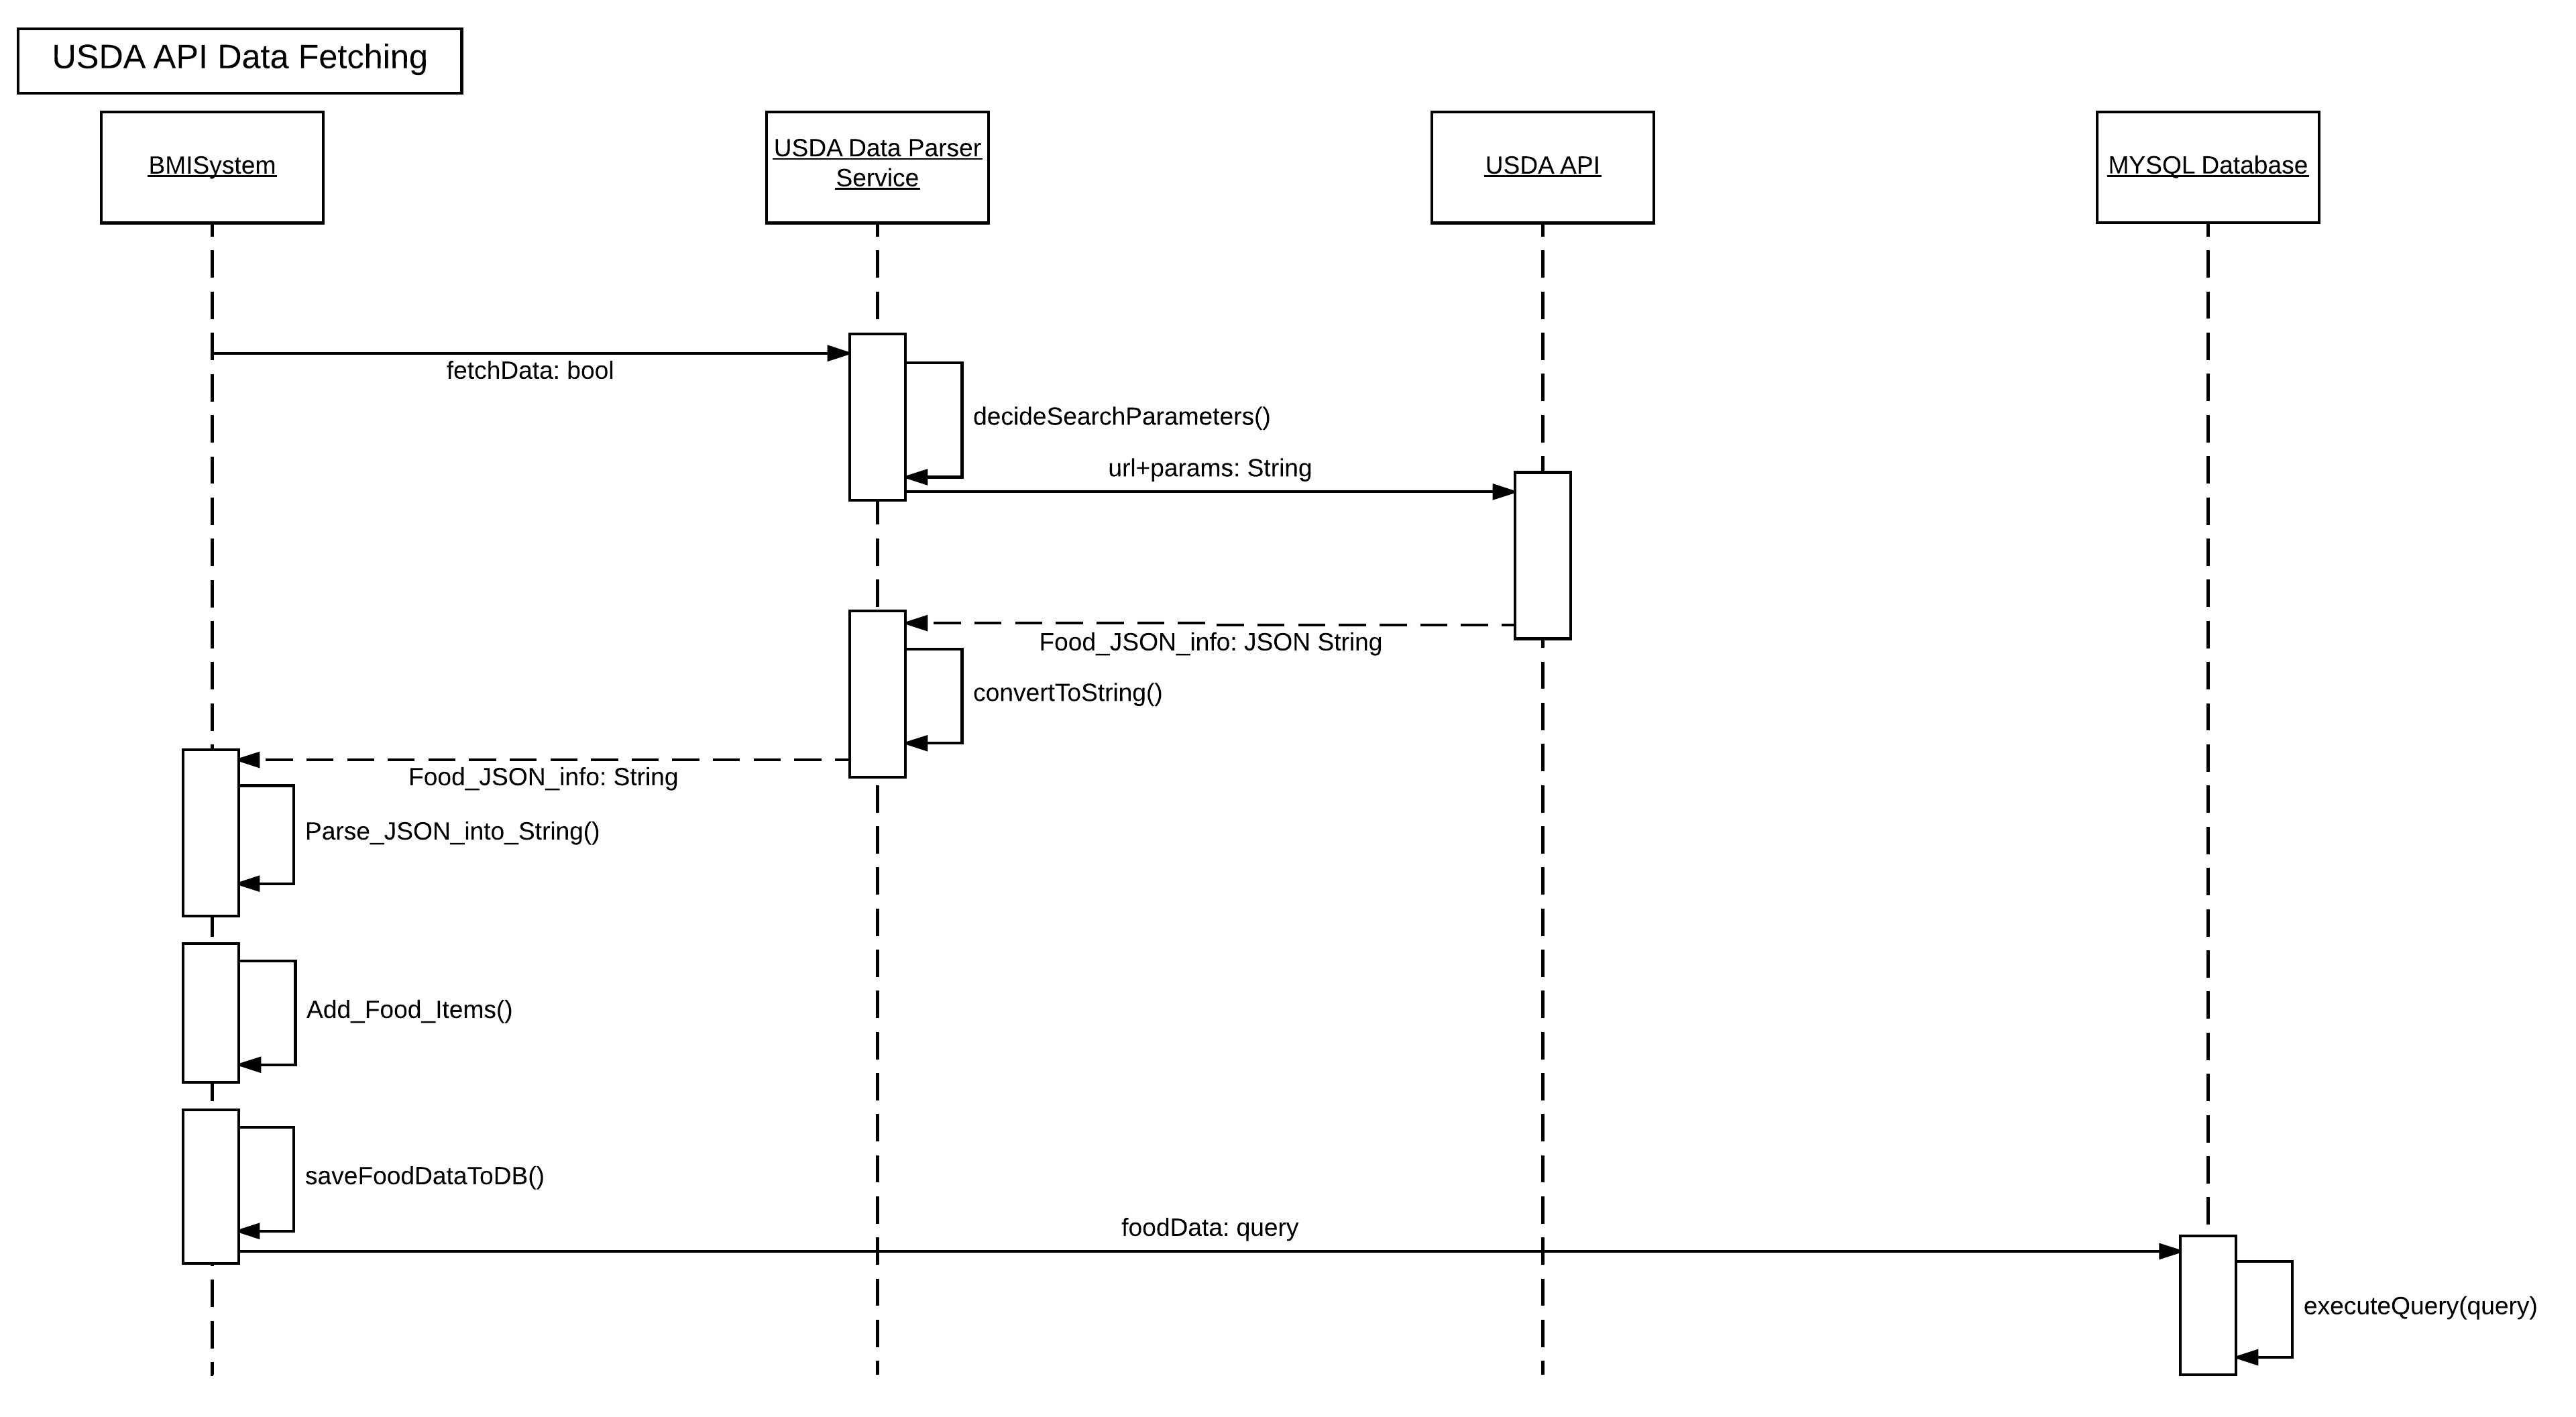 USDA API Data Fetching
BMISystem
USDA Data Parser
Service
USDA API
MYSQL Database
fetchData: bool
decideSearchParameters()
url+params: String
Food_JSON_info: JSON String
convertToString()
Food_JSON_info: String
Parse_JSON_into_String()
Add_Food_Items()
saveFoodDataToDB()
foodData: query
executeQuery(query)